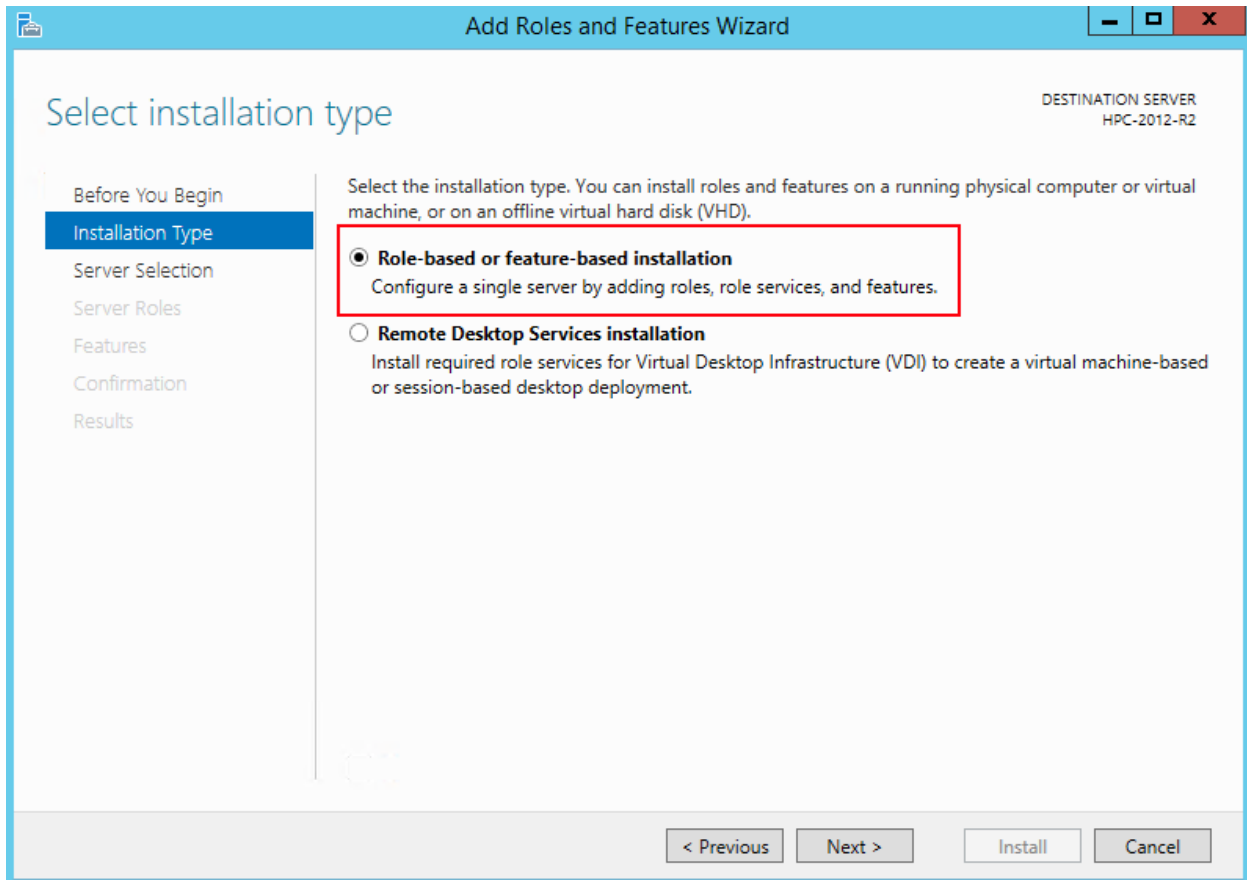 Add Roles and Features Wizard
Select installation type
DESTINATION SERVER
HPC-2012-R2
Before You Begin
Installation Type
Server Selection
Server Roles
Features
Confirmation
Results
Select the installation type. You can install roles and features on a running physical computer or virtual
machine, or on an offline virtual hard disk (VHD).
Role-based or feature-based installation
Configure a single server by adding roles, role services, and features.
Remote Desktop Services installation
Install required role services for Virtual Desktop Infrastructure (VDI) to create a virtual machine-based
or session-based desktop deployment.
< Previous
Next >
Install
Cancel